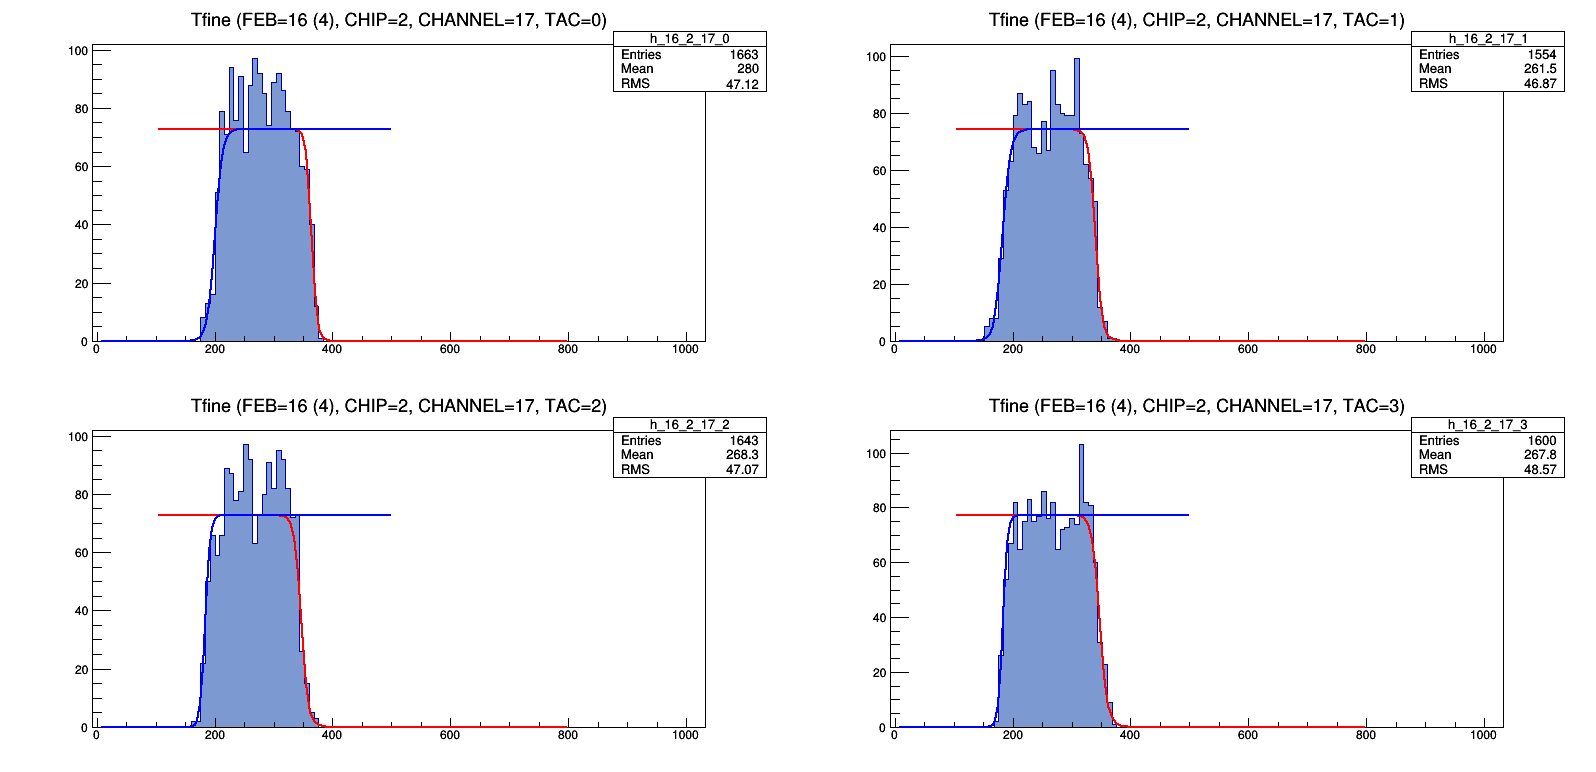 Tfine (FEB=16 (4), CHIP=2, CHANNEL=17, TAC=0)
h_16_2_17_0
Entries 1663
Mean 280
RMS 47.12
100
80
60
40
20
0
0 200 400 600 800 1000
Tfine (FEB=16 (4), CHIP=2, CHANNEL=17, TAC=1)
h_16_2_17_1
Entries 1554
Mean 261.5
RMS 46.87
100
80
60
40
20
0
0 200 400 600 800 1000
Tfine (FEB=16 (4), CHIP=2, CHANNEL=17, TAC=2)
h_16_2_17_2
Entries 1643
Mean 268.3
RMS 47.07
100
80
60
40
20
0
0 200 400 600 800 1000
Tfine (FEB=16 (4), CHIP=2, CHANNEL=17, TAC=3)
h_16_2_17_3
Entries 1600
Mean 267.8
RMS 48.57
100
80
60
40
20
0
0 200 400 600 800 1000